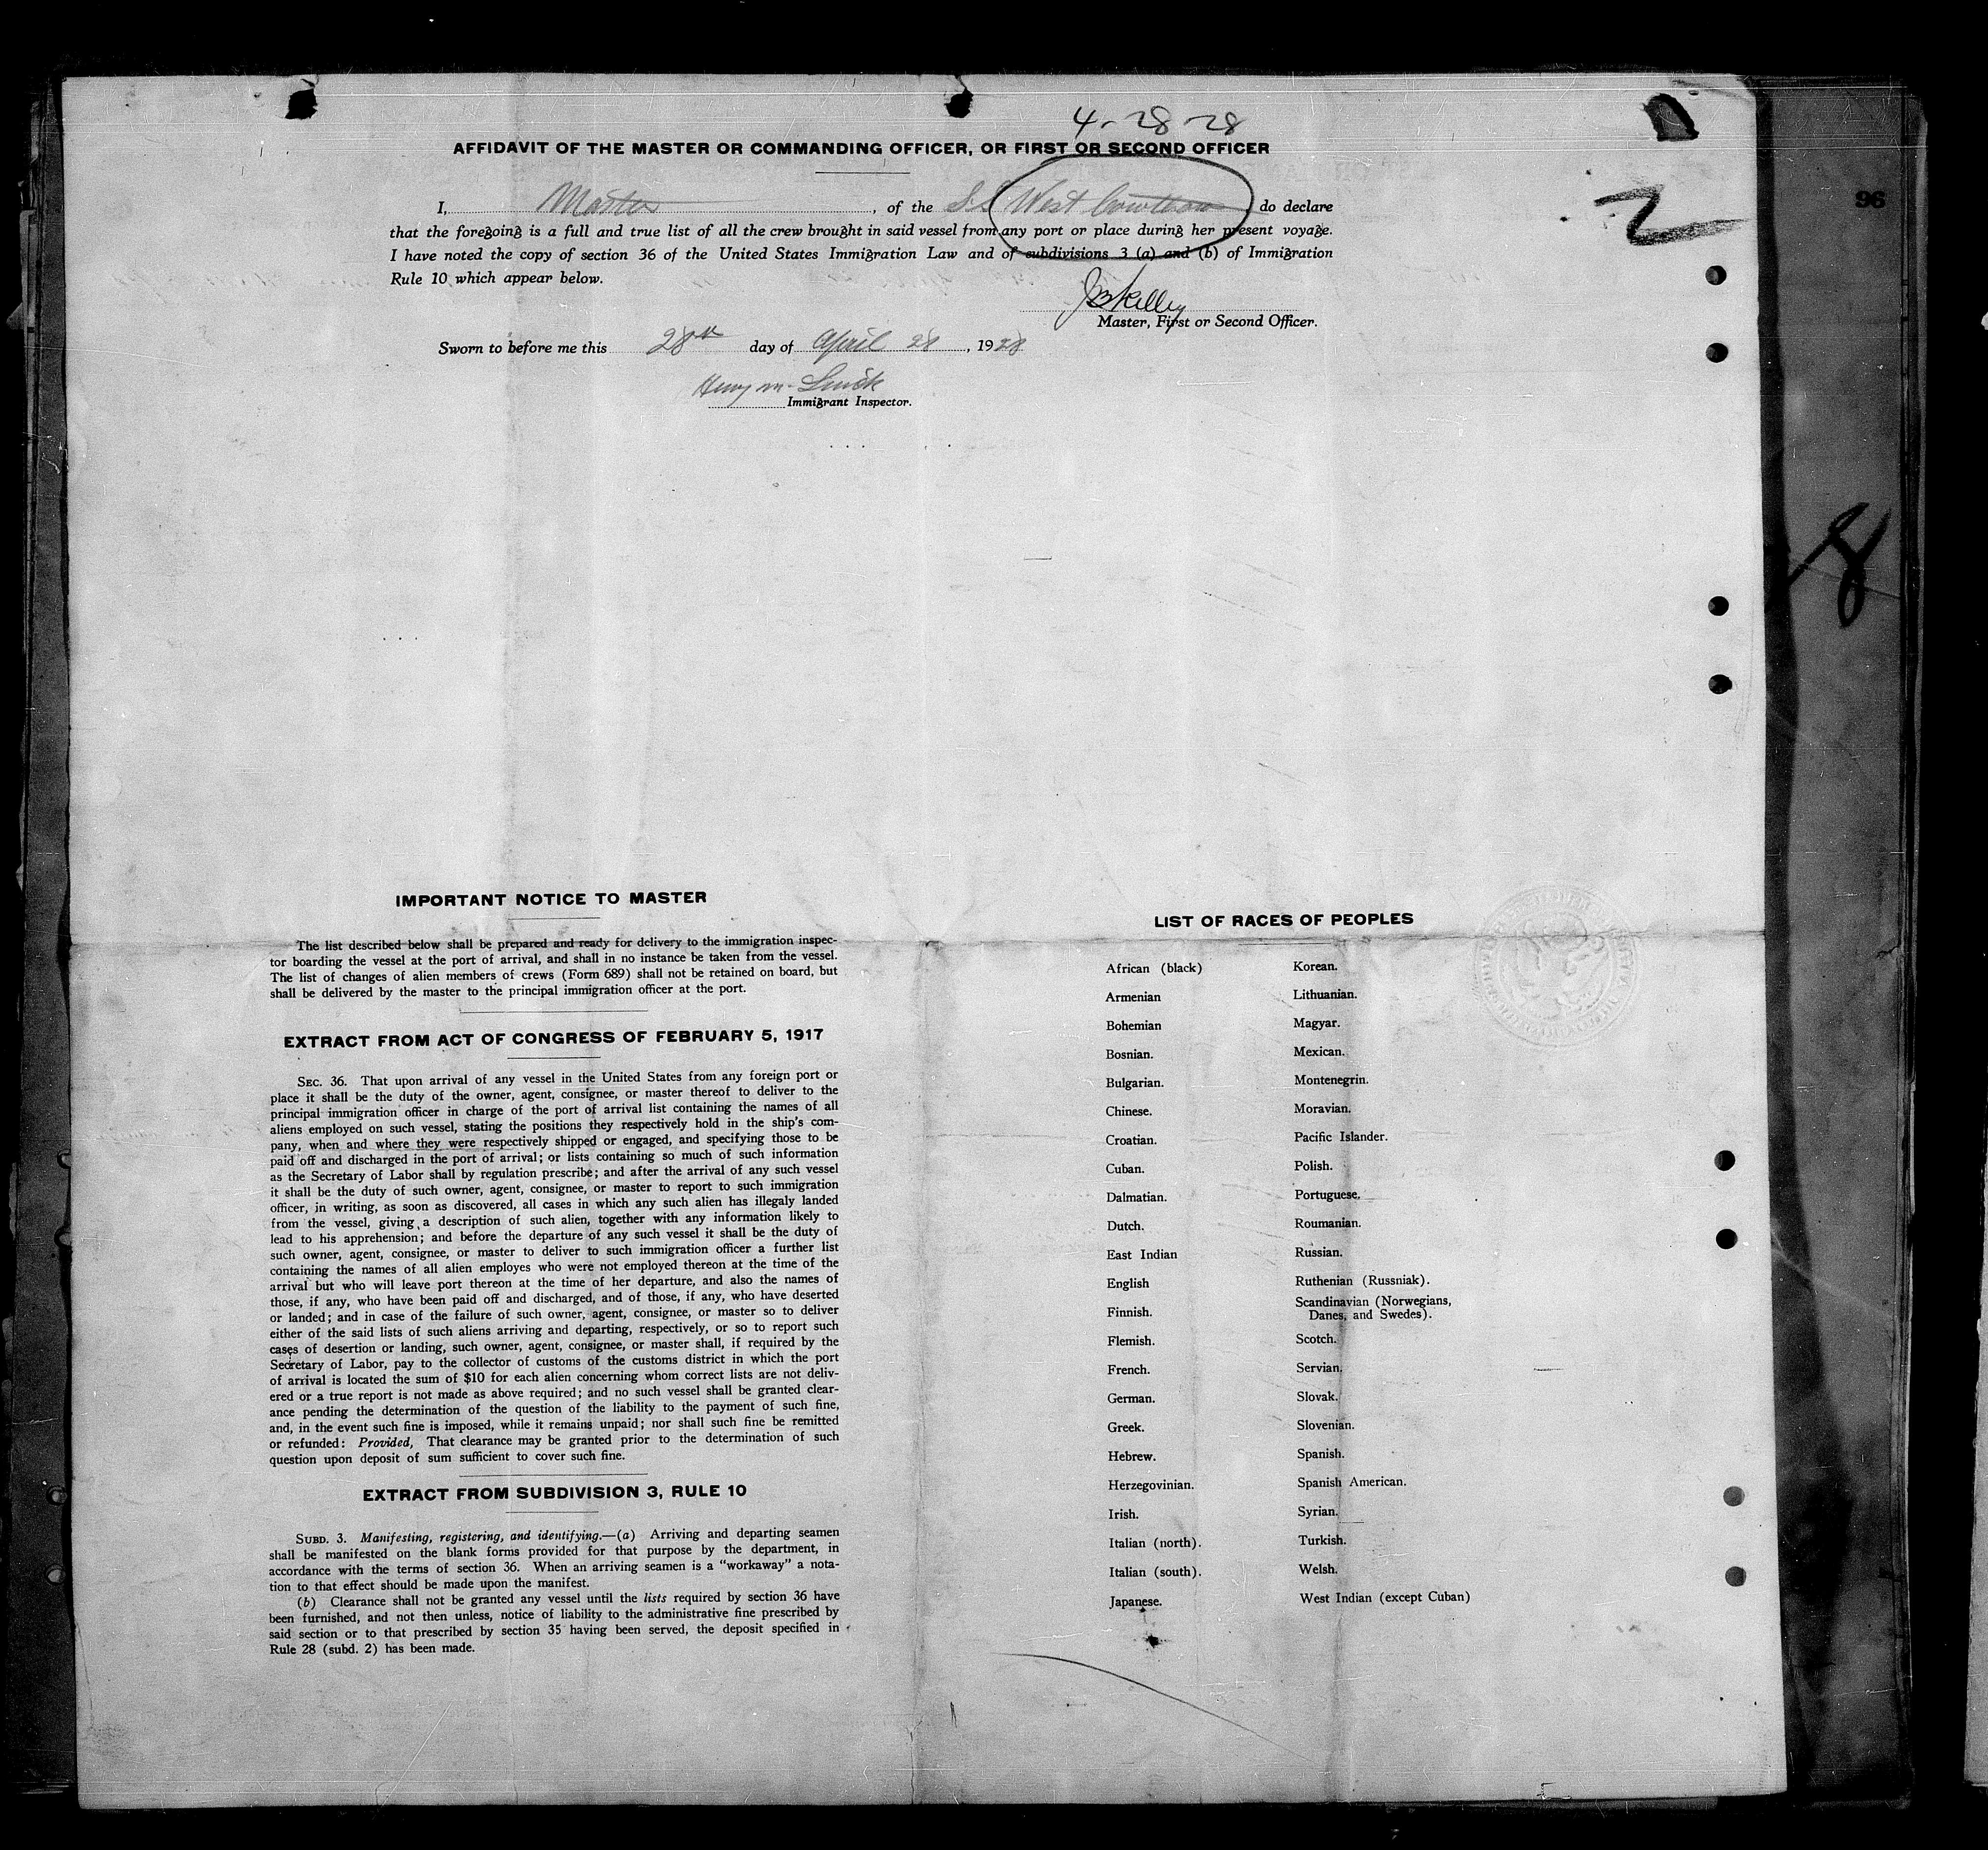 4-28-28
AFFIDAVIT OF THE MASTER OR COMMANDING OFFICER, OR FIRST OR SECOND OFFICER
I, Master, of the S.S. West, do declare
that the foregoing is a full and true list of all the crew brought in said vessel from any port or place during her present voyage.
I have noted the copy of section 36 of the United States Immigration Law and of subdivisions 3 (a) and (b) of Immigration
Rule 10 which appear below.
JB Kelley
Master, First or Second Officer.
Sworn to before me this 28th day of April 28, 1928
Henry M.
Immigrant Inspector.
2
96
8
IMPORTANT NOTICE TO MASTER
The list described below shall be prepared and ready for delivery to the immigration inspec-
tor boarding the vessel at the port of arrival, and shall in no instance be taken from the vessel.
The list of changes of alien members of crews (Form 689) shall not be retained on board, but
shall be delivered by the master to the principal immigration officer at the port.
EXTRACT FROM ACT OF CONGRESS OF FEBRUARY 5, 1917
SEC. 36. That upon arrival of any vessel in the United States from any foreign port or
place it shall be the duty of the owner, agent, consignee, or master thereof to deliver to the
principal immigration officer in charge of the port of arrival list containing the names of all
aliens employed on such vessel, stating the positions they respectively hold in the ship's com-
pany, when and where they were respectively shipped or engaged, and specifying those to be
paid off and discharged in the port of arrival; or lists containing so much of such information
as the Secretary of Labor shall by regulation prescribe; and after the arrival of any such vessel
it shall be the duty of such owner, agent, consignee, or master to report to such immigration
officer, in writing, as soon as discovered, all cases in which any such alien has illegaly landed
from the vessel, giving a description of such alien, together with any information likely to
lead to his apprehension; and before the departure of any such vessel it shall be the duty of
such owner, agent, consignee, or master to deliver to such immigration officer a further list
containing the names of all alien employes who were not employed thereon at the time of the
arrival but who will leave port thereon at the time of her departure, and also the names of
those, if any, who have been paid off and discharged, and of those, if any, who have deserted
or landed; and in case of the failure of such owner, agent, consignee, or master so to deliver
either of the said lists of such aliens arriving and departing, respectively, or so to report such
cases of desertion or landing, such owner, agent, consignee, or master shall, if required by the
Secretary of Labor, pay to the collector of customs of the customs district in which the port
of arrival is located the sum of $10 for each alien concerning whom correct lists are not deliv-
ered or a true report is not made as above required; and no such vessel shall be granted clear-
ance pending the determination of the question of the liability to the payment of such fine,
and, in the event such fine is imposed, while it remains unpaid; nor shall such fine be remitted
or refunded: Provided, That clearance may be granted prior to the determination of such
question upon deposit of sum sufficient to cover such fine.
EXTRACT FROM SUBDIVISION 3, RULE 10
SUBD. 3. Manifesting, registering, and identifying.—(a) Arriving and departing seamen
shall be manifested on the blank forms provided for that purpose by the department, in
accordance with the terms of section 36. When an arriving seamen is a "workaway" a nota-
tion to that effect should be made upon the manifest.
(b) Clearance shall not be granted any vessel until the lists required by section 36 have
been furnished, and not then unless, notice of liability to the administrative fine prescribed by
said section or to that prescribed by section 35 having been served, the deposit specified in
Rule 28 (subd. 2) has been made.
LIST OF RACES OF PEOPLES
African (black)
Armenian
Bohemian
Bosnian.
Bulgarian.
Chinese.
Croatian.
Cuban.
Dalmatian.
Dutch.
East Indian
English
Finnish.
Flemish.
French.
German.
Greek.
Hebrew.
Herzegovinian.
Irish.
Italian (north).
Italian (south).
Japanese.
Korean.
Lithuanian.
Magyar.
Mexican.
Montenegrin.
Moravian.
Pacific Islander.
Polish.
Portuguese.
Roumanian.
Russian.
Ruthenian (Russniak).
Scandinavian (Norwegians,
Danes, and Swedes).
Scotch.
Servian.
Slovak.
Slovenian.
Spanish.
Spanish American.
Syrian.
Turkish.
Welsh.
West Indian (except Cuban)